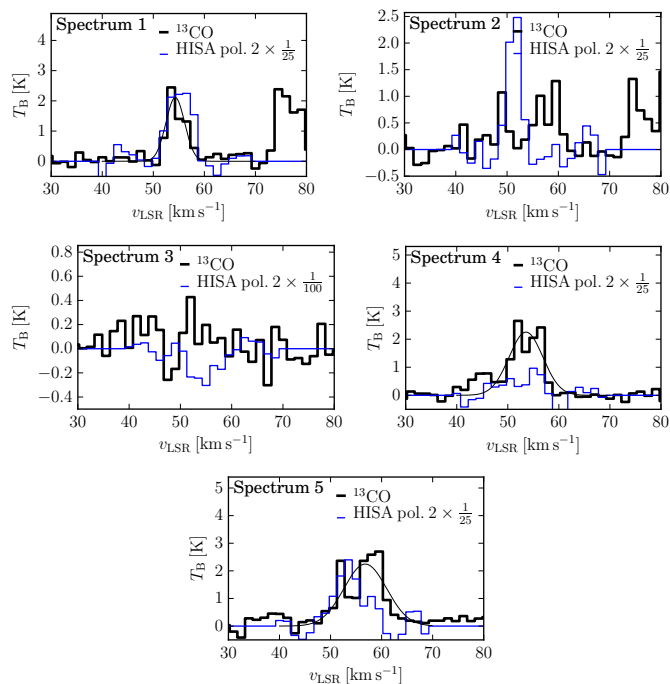 Spectrum 1
¹³CO
HISA pol. 2 × 1/25
T_B [K]
4
3
2
1
0
30 40 50 60 70 80
v_LSR [km s⁻¹]
Spectrum 2
¹³CO
HISA pol. 2 × 1/25
T_B [K]
2.5
2.0
1.5
1.0
0.5
0.0
−0.5
30 40 50 60 70 80
v_LSR [km s⁻¹]
Spectrum 3
¹³CO
HISA pol. 2 × 1/100
T_B [K]
0.8
0.6
0.4
0.2
0.0
−0.2
−0.4
30 40 50 60 70 80
v_LSR [km s⁻¹]
Spectrum 4
¹³CO
HISA pol. 2 × 1/25
T_B [K]
5
4
3
2
1
0
30 40 50 60 70 80
v_LSR [km s⁻¹]
Spectrum 5
¹³CO
HISA pol. 2 × 1/25
T_B [K]
5
4
3
2
1
0
30 40 50 60 70 80
v_LSR [km s⁻¹]